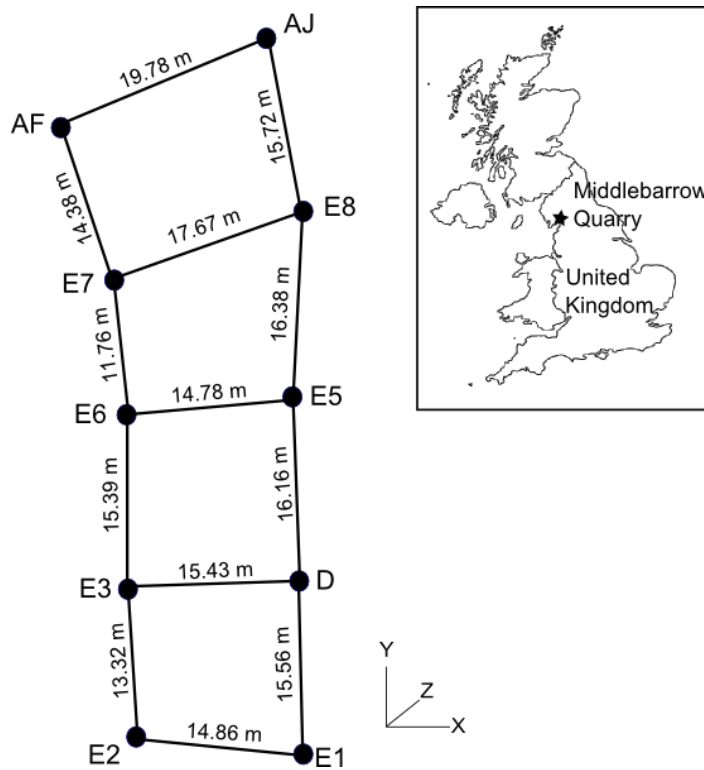 AJ
19.78 m
AF
15.72 m
14.38 m
Middlebarrow
Quarry
E8
17.67 m
E7
United
Kingdom
16.38 m
11.76 m
14.78 m
E5
E6
15.39 m
16.16 m
15.43 m
D
E3
13.32 m
15.56 m
Y
Z
X
14.86 m
E2
E1